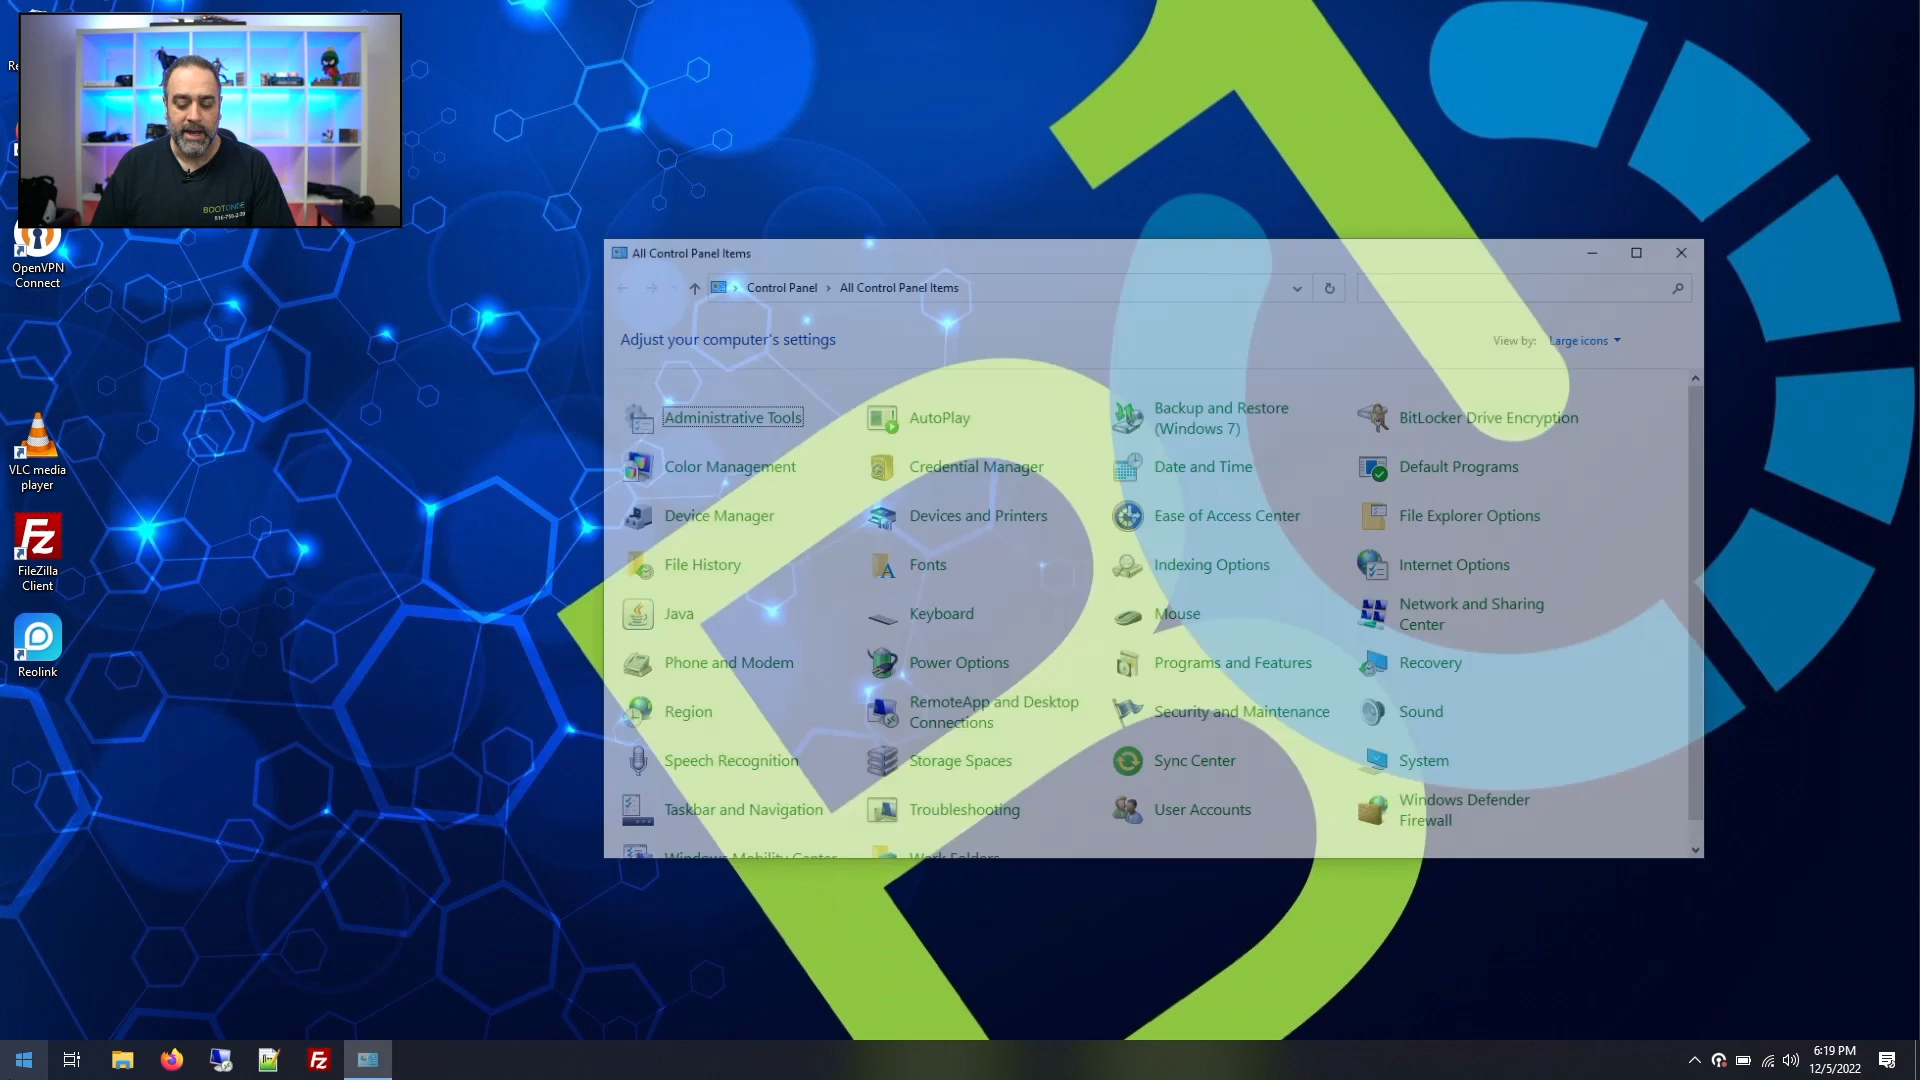 Re
BOOTONDE
OpenVPN
Connect
VLC media
player
FileZilla
Client
Reolink
All Control Panel Items
Control Panel
All Control Panel Items
Adjust your computer's settings
View by:
Large icons
Administrative Tools
AutoPlay
Backup and Restore
(Windows 7)
BitLocker Drive Encryption
Color Management
Credential Manager
Date and Time
Default Programs
Device Manager
Devices and Printers
Ease of Access Center
File Explorer Options
File History
Fonts
Indexing Options
Internet Options
Java
Keyboard
Mouse
Network and Sharing
Center
Phone and Modem
Power Options
Programs and Features
Recovery
Region
RemoteApp and Desktop
Connections
Security and Maintenance
Sound
Speech Recognition
Storage Spaces
Sync Center
System
Taskbar and Navigation
Troubleshooting
User Accounts
Windows Defender
Firewall
Windows Mobility Center
Work Folders
6:19 PM
12/5/2022